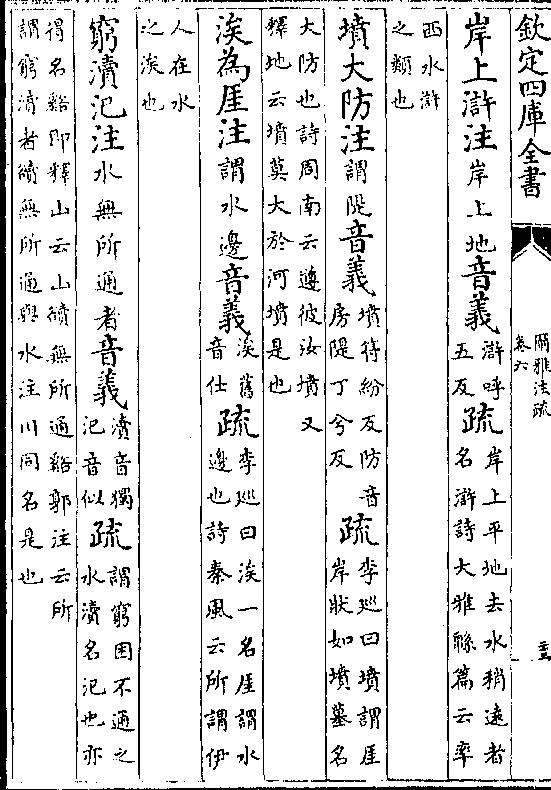 欽定四庫全書
爾雅注疏
卷六
岸上滸注岸上地音義滸呼五反疏岸上平地去水稍遠者名滸詩大雅緜篇云率
西水滸之類也
墳大防注謂隄音義墳符紛反防音房隄丁兮反疏李巡曰墳謂厓岸狀如墳墓名
大防也詩周南云遵彼汝墳又釋地云墳莫大於河墳是也
涘為厓注謂水邊音義涘舊音仕疏李巡曰涘一名厓謂水邊也詩秦風云所謂伊
人在水之涘也
窮瀆汜注水無所通者音義瀆音獨汜音似疏謂窮困不通之水瀆名汜也亦
得名谿即釋山云山㟋無所通谿郭注云所謂窮瀆者雖無所通與水注川同名是也